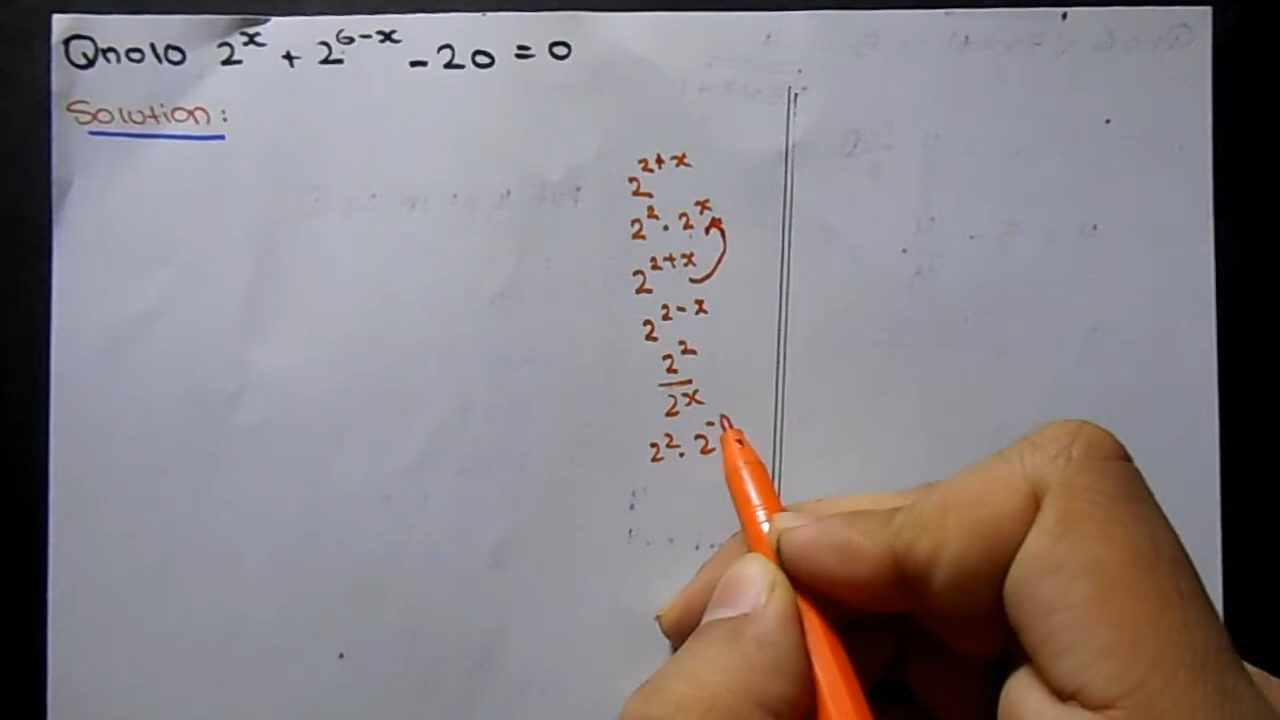 Qno10 2^x + 2^(6-x) - 20 = 0
Solution:
2^(2+x)
2^2 . 2^x
2^(2+x)
2^(2-x)
2^2
2^x
2^2 . 2^-